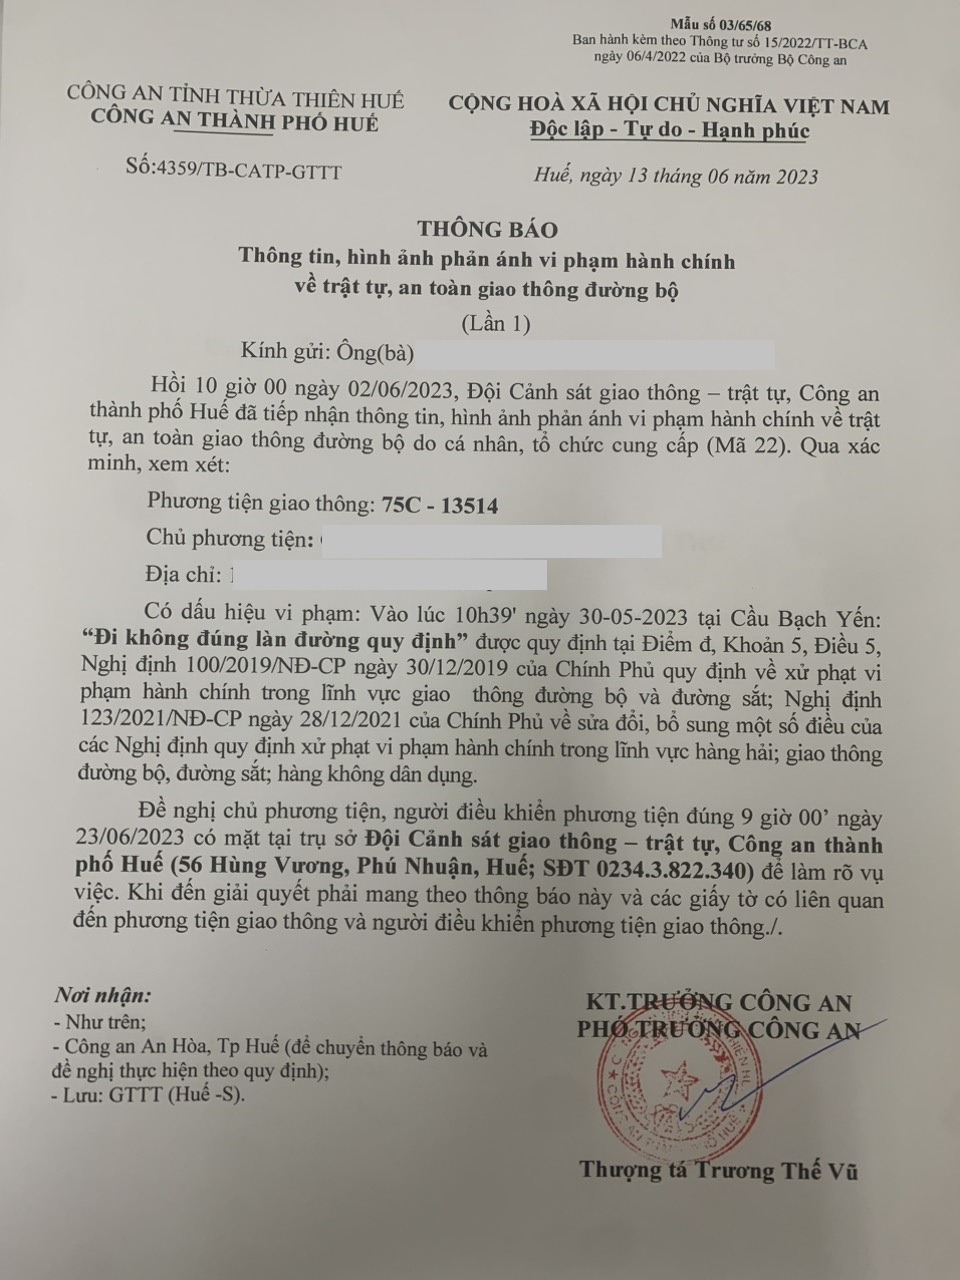 Mẫu số 03/65/68
Ban hành kèm theo Thông tư số 15/2022/TT-BCA
ngày 06/4/2022 của Bộ trưởng Bộ Công an
CÔNG AN TỈNH THỪA THIÊN HUẾ
CÔNG AN THÀNH PHỐ HUẾ
Số:4359/TB-CATP-GTTT
CỘNG HOÀ XÃ HỘI CHỦ NGHĨA VIỆT NAM
Độc lập - Tự do - Hạnh phúc
Huế, ngày 13 tháng 06 năm 2023
THÔNG BÁO
Thông tin, hình ảnh phản ánh vi phạm hành chính
về trật tự, an toàn giao thông đường bộ
(Lần 1)
Kính gửi: Ông(bà)
Hồi 10 giờ 00 ngày 02/06/2023, Đội Cảnh sát giao thông – trật tự, Công an
thành phố Huế đã tiếp nhận thông tin, hình ảnh phản ánh vi phạm hành chính về trật
tự, an toàn giao thông đường bộ do cá nhân, tổ chức cung cấp (Mã 22). Qua xác
minh, xem xét:
Phương tiện giao thông: 75C - 13514
Chủ phương tiện:
Địa chỉ:
Có dấu hiệu vi phạm: Vào lúc 10h39' ngày 30-05-2023 tại Cầu Bạch Yến:
“Đi không đúng làn đường quy định” được quy định tại Điểm đ, Khoản 5, Điều 5,
Nghị định 100/2019/NĐ-CP ngày 30/12/2019 của Chính Phủ quy định về xử phạt vi
phạm hành chính trong lĩnh vực giao thông đường bộ và đường sắt; Nghị định
123/2021/NĐ-CP ngày 28/12/2021 của Chính Phủ về sửa đổi, bổ sung một số điều của
các Nghị định quy định xử phạt vi phạm hành chính trong lĩnh vực hàng hải; giao thông
đường bộ, đường sắt; hàng không dân dụng.
Đề nghị chủ phương tiện, người điều khiển phương tiện đúng 9 giờ 00’ ngày
23/06/2023 có mặt tại trụ sở Đội Cảnh sát giao thông – trật tự, Công an thành
phố Huế (56 Hùng Vương, Phú Nhuận, Huế; SĐT 0234.3.822.340) để làm rõ vụ
việc. Khi đến giải quyết phải mang theo thông báo này và các giấy tờ có liên quan
đến phương tiện giao thông và người điều khiển phương tiện giao thông./.
Nơi nhận:
- Như trên;
- Công an An Hòa, Tp Huế (để chuyển thông báo và
đề nghị thực hiện theo quy định);
- Lưu: GTTT (Huế -S).
KT.TRƯỞNG CÔNG AN
PHÓ TRƯỞNG CÔNG AN
Thượng tá Trương Thế Vũ